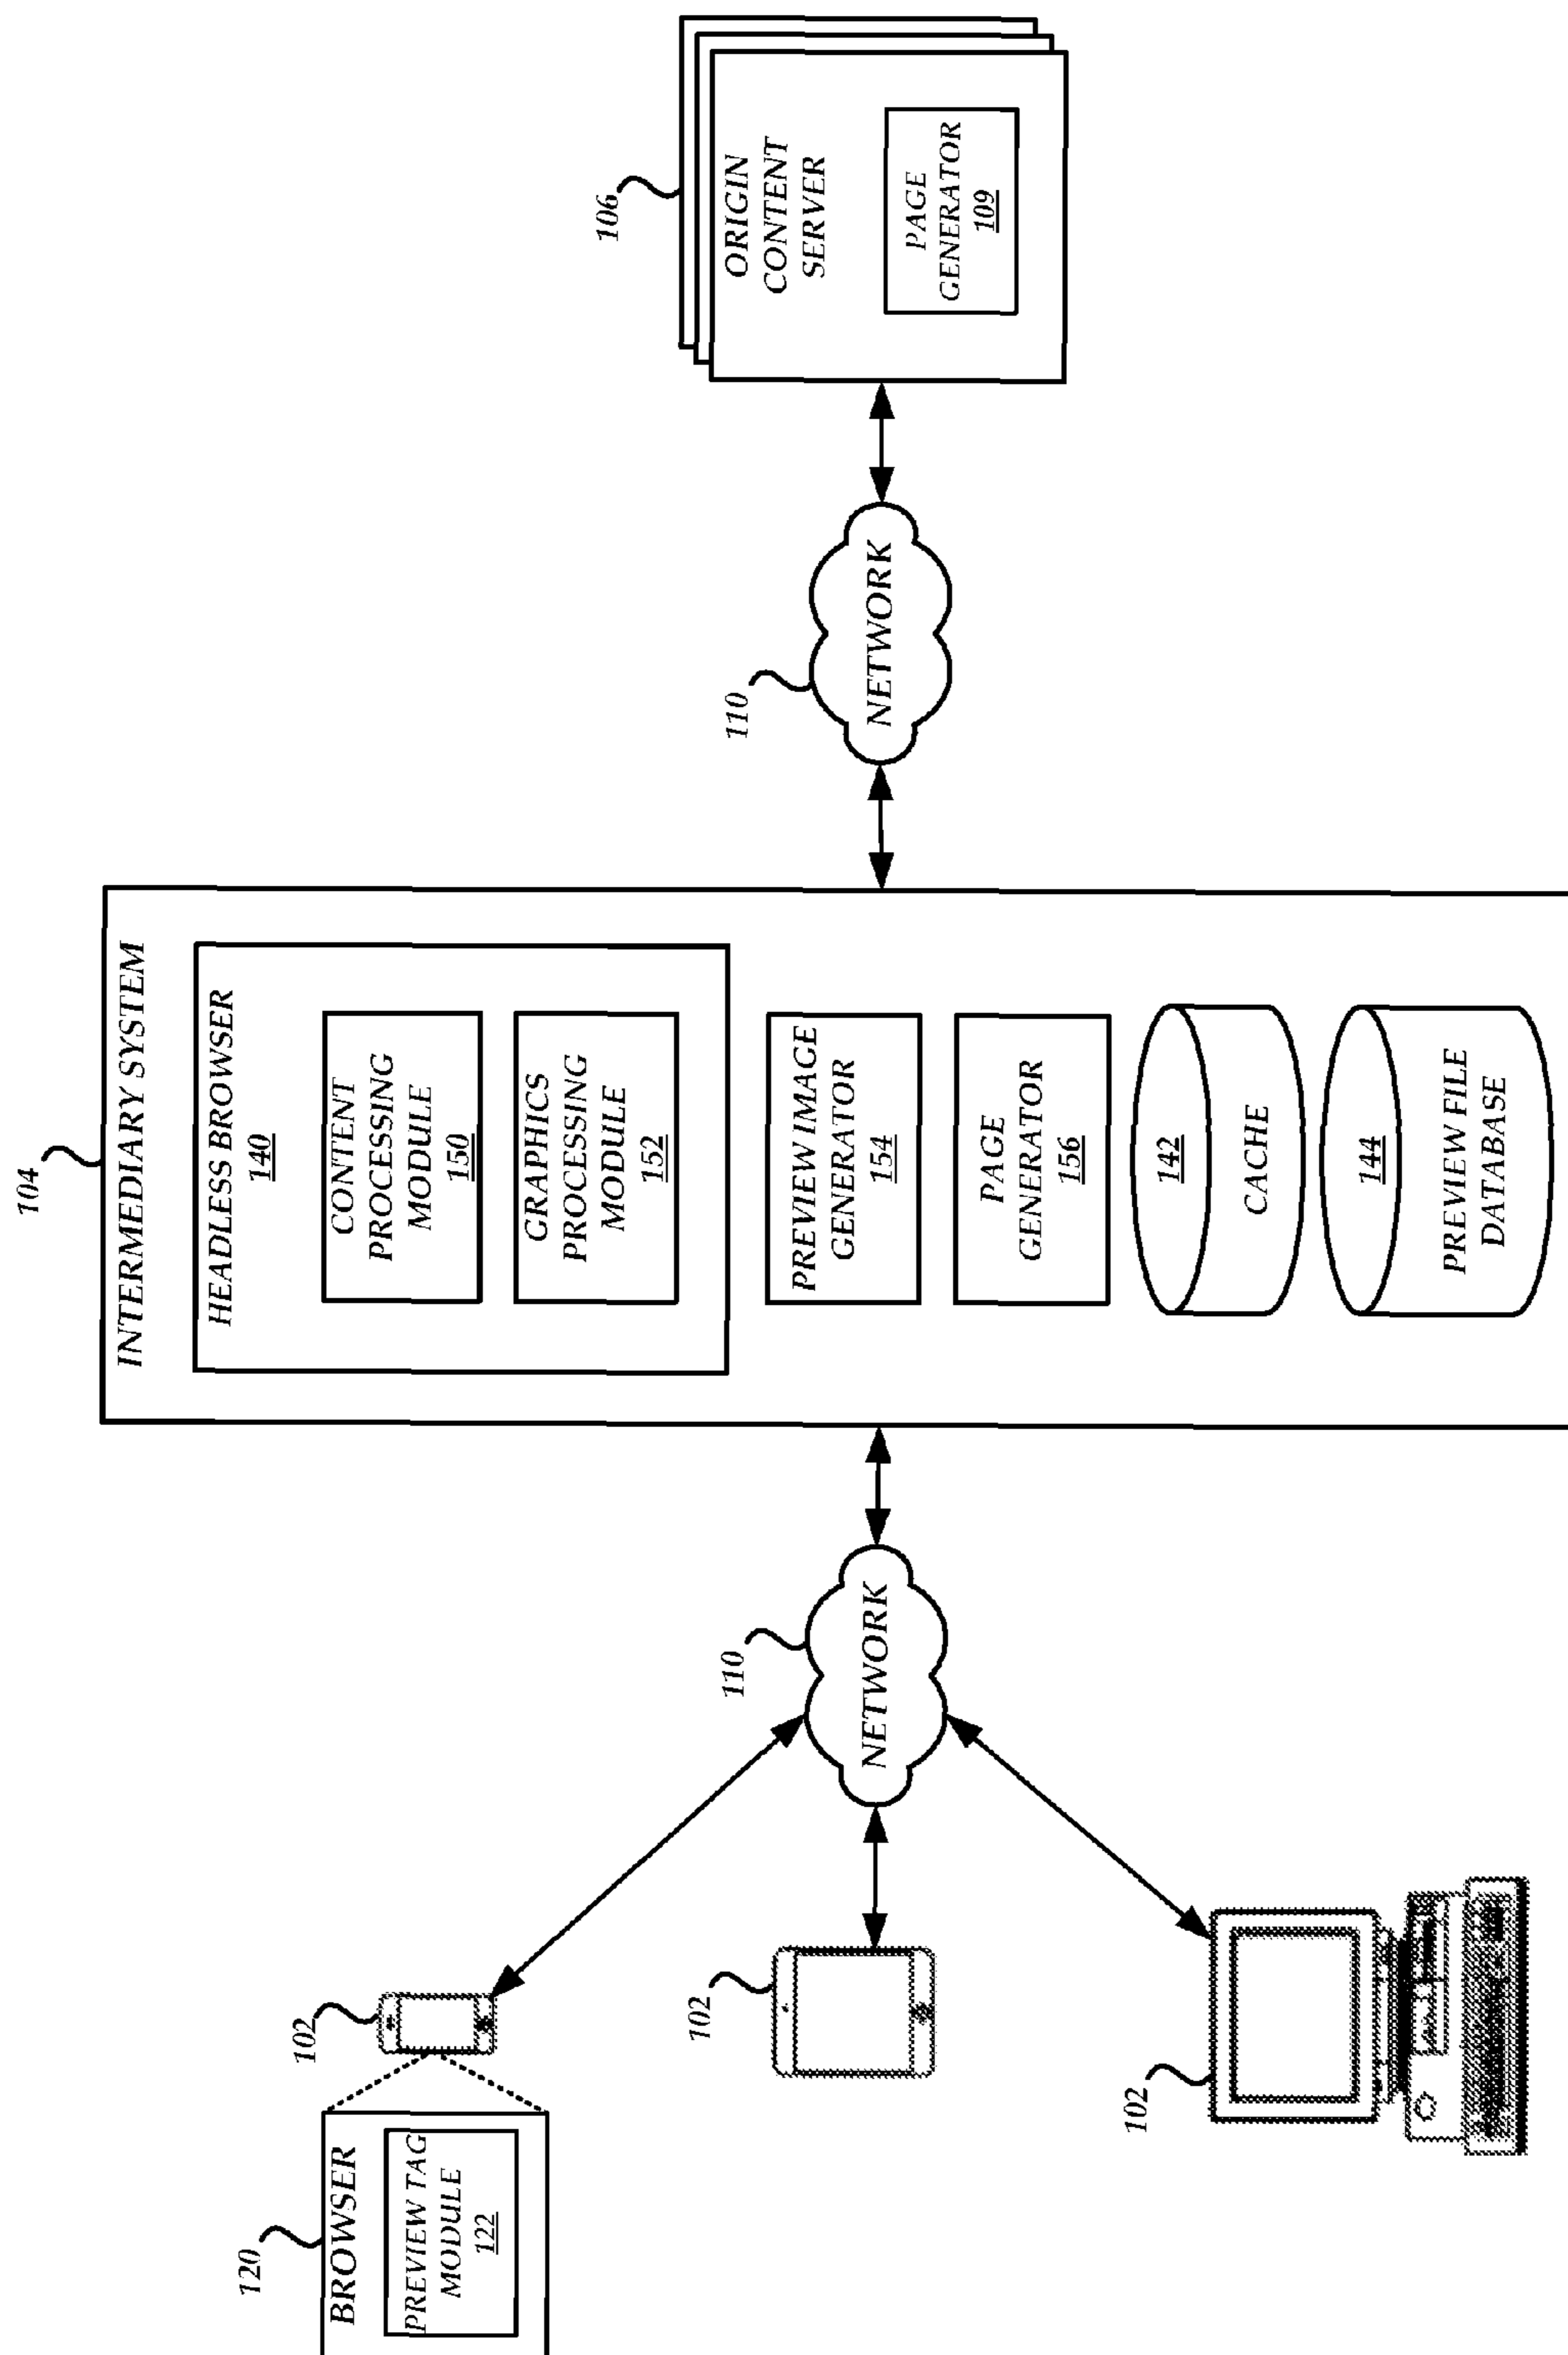 120
BROWSER
PREVIEW TAG
MODULE
122
102
102
102
110
NETWORK
104
INTERMEDIARY SYSTEM
HEADLESS BROWSER
140
CONTENT
PROCESSING
MODULE
150
GRAPHICS
PROCESSING
MODULE
152
PREVIEW IMAGE
GENERATOR
154
PAGE
GENERATOR
156
142
CACHE
144
PREVIEW FILE
DATABASE
110
NETWORK
106
ORIGIN
CONTENT
SERVER
PAGE
GENERATOR
109